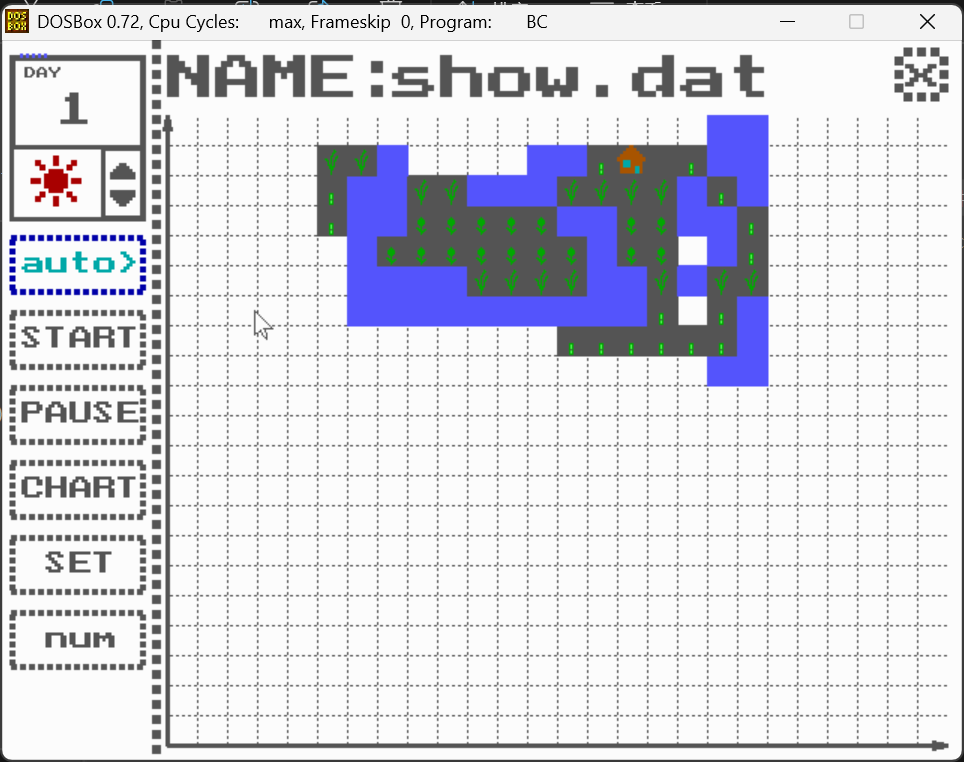 DOSBox 0.72, Cpu Cycles: max, Frameskip 0, Program: BC
DAY
1
NAME:show.dat
auto>
START
PAUSE
CHART
SET
num